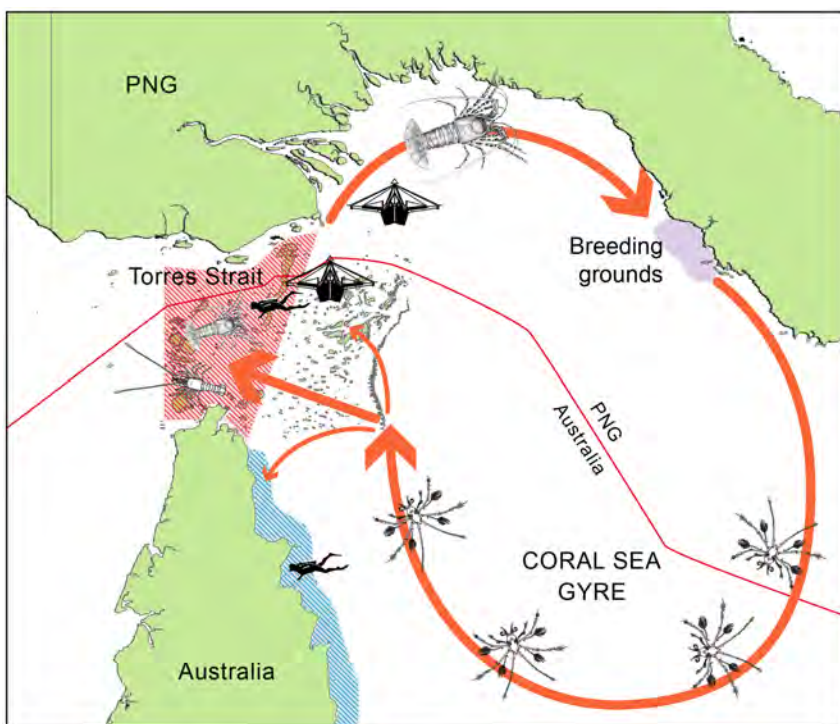 PNG
Torres Strait
Breeding
grounds
PNG
Australia
CORAL SEA
GYRE
Australia